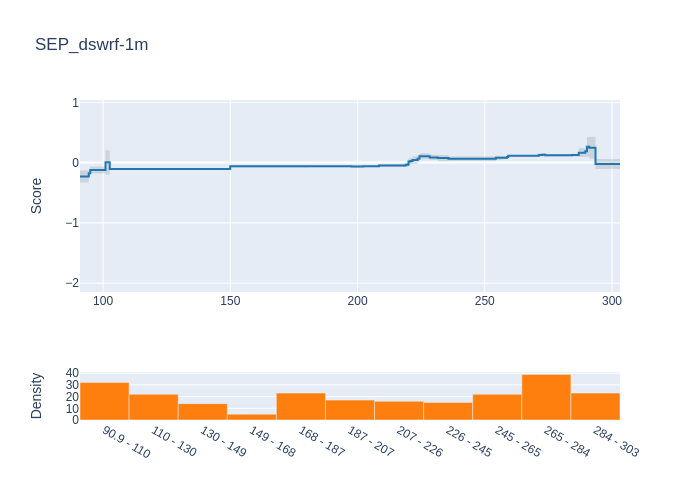 SEP_dswrf-1m
Score
1
0
−1
−2
100 150 200 250 300
Density
40
30
20
10
0
90.9 - 110
110 - 130
130 - 149
149 - 168
168 - 187
187 - 207
207 - 226
226 - 245
245 - 265
265 - 284
284 - 303